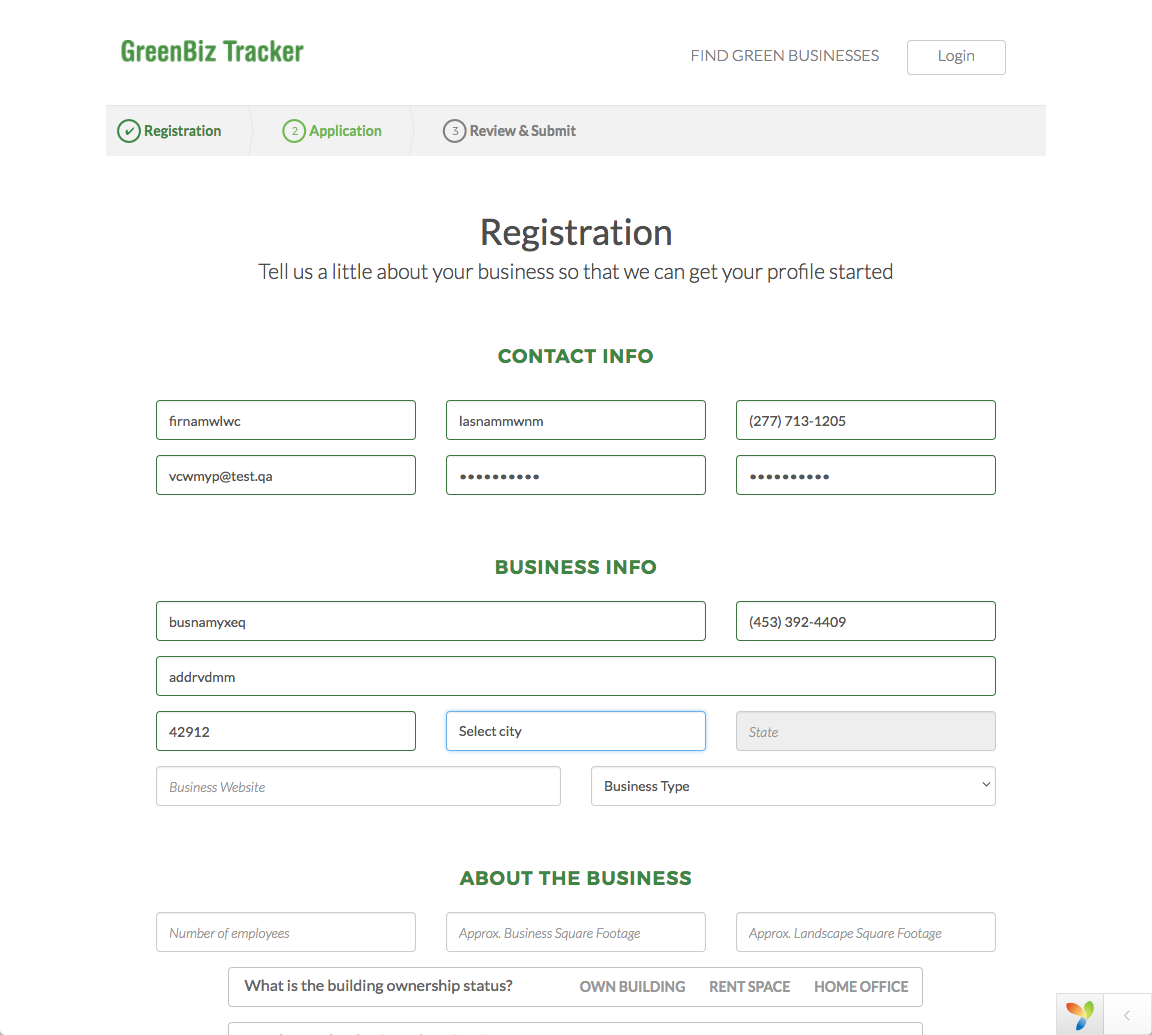 GreenBiz Tracker
FIND GREEN BUSINESSES Login
Registration 2 Application 3 Review & Submit
Registration
Tell us a little about your business so that we can get your profile started
CONTACT INFO
firnamwlwc lasnammwnm (277) 713-1205
vcwmyp@test.qa •••••••••• ••••••••••
BUSINESS INFO
busnamyxeq (453) 392-4409
addrvdmm
42912 Select city State
Business Website Business Type
ABOUT THE BUSINESS
Number of employees Approx. Business Square Footage Approx. Landscape Square Footage
What is the building ownership status? OWN BUILDING RENT SPACE HOME OFFICE